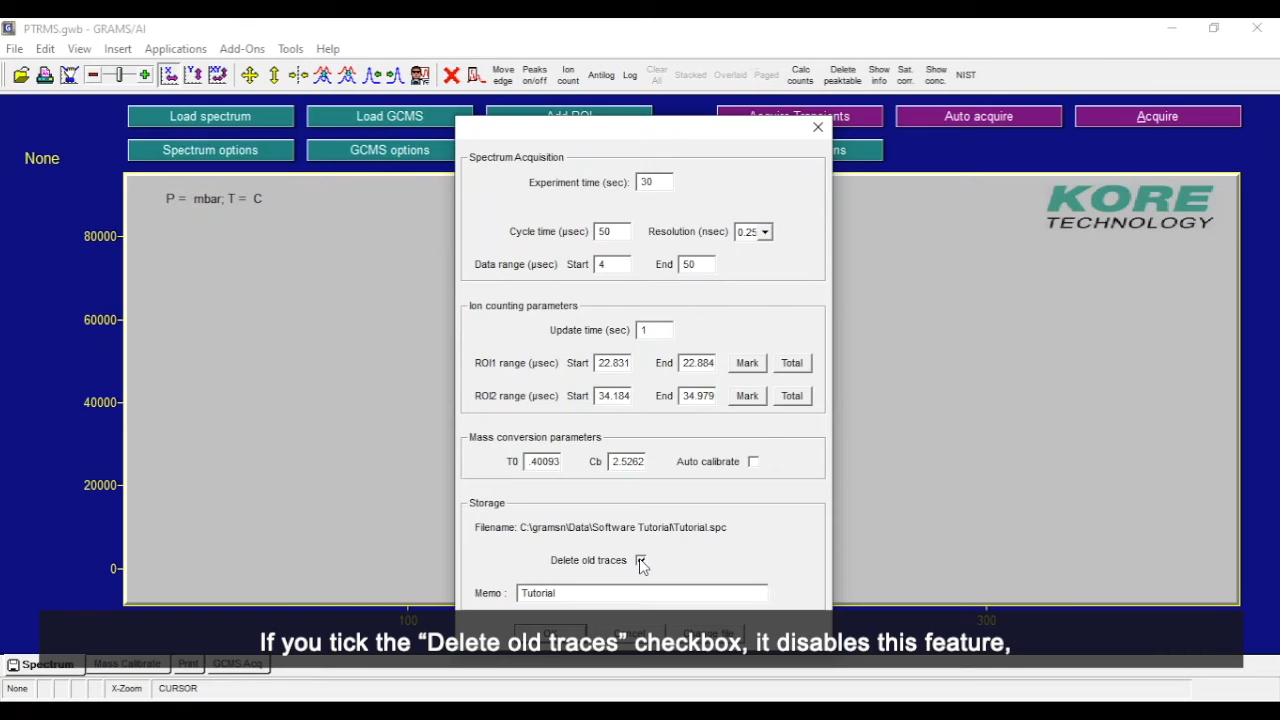 PTRMS.gwb - GRAMS/AI
File Edit View Insert Applications Add-Ons Tools Help
Move edge Peaks on/off Ion count Antilog Log Clear All Stacked Overlaid Paged Calc counts Delete peaktable Show info Sat. corr. Show conc. NIST
Load spectrum Load GCMS Add ROI Acquire Transients Auto acquire Acquire
None Spectrum options GCMS options
P = mbar; T = C
KORE
TECHNOLOGY
80000
60000
40000
20000
0
100 300
Spectrum Acquisition
Experiment time (sec): 30
Cycle time (µsec) 50 Resolution (nsec) 0.25
Data range (µsec) Start 4 End 50
Ion counting parameters
Update time (sec) 1
ROI1 range (µsec) Start 22.831 End 22.884 Mark Total
ROI2 range (µsec) Start 34.184 End 34.979 Mark Total
Mass conversion parameters
T0 .40093 Cb 2.5262 Auto calibrate
Storage
Filename: C:\gramsn\Data\Software Tutorial\Tutorial.spc
Delete old traces
Memo : Tutorial
Cancel
If you tick the “Delete old traces” checkbox, it disables this feature,
Spectrum Mass Calibrate Print GCMS Acq
None X-Zoom CURSOR